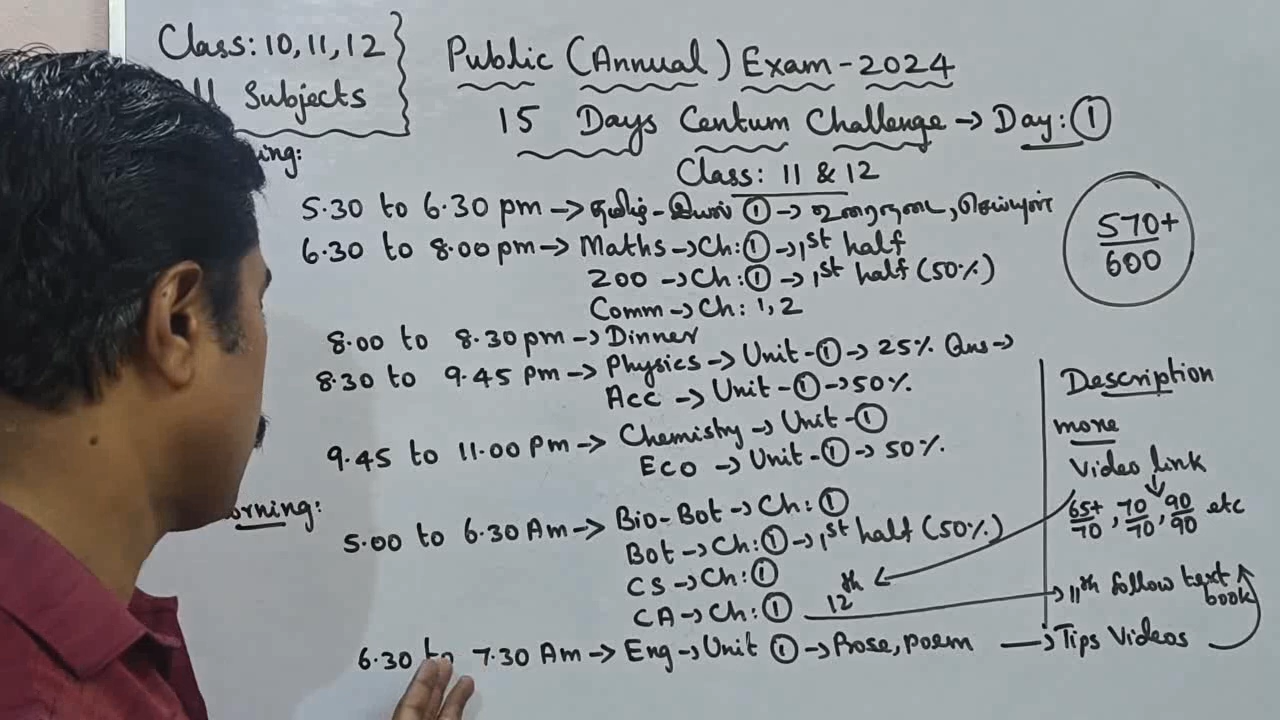 Class: 10, 11, 12
Subjects
Public (Annual) Exam - 2024
15 Days Centum Challenge → Day: ①
Class: 11 & 12
5.30 to 6.30 pm → தமிழ் - இயல் ① → உரைநடை, செய்யுள்
6.30 to 8.00 pm → Maths → Ch: ① → 1st half
Zoo → Ch: ① → 1st half (50%)
Comm → Ch: 1, 2
8.00 to 8.30 pm → Dinner
8.30 to 9.45 pm → Physics → Unit - ① → 25% Qns →
Acc → Unit - ① → 50%
9.45 to 11.00 Pm → Chemistry → Unit - ①
Eco → Unit - ① → 50%
570+
600
orning:
5.00 to 6.30 Am → Bio-Bot → Ch: ①
Bot → Ch: ① → 1st half (50%)
CS → Ch: ①
CA → Ch: ① 12th
6.30 to 7.30 Am → Eng → Unit ① → Prose, poem → Tips Videos
Description
more
Video link
65+/70, 70/70, 90/90 etc
11th follow text
book